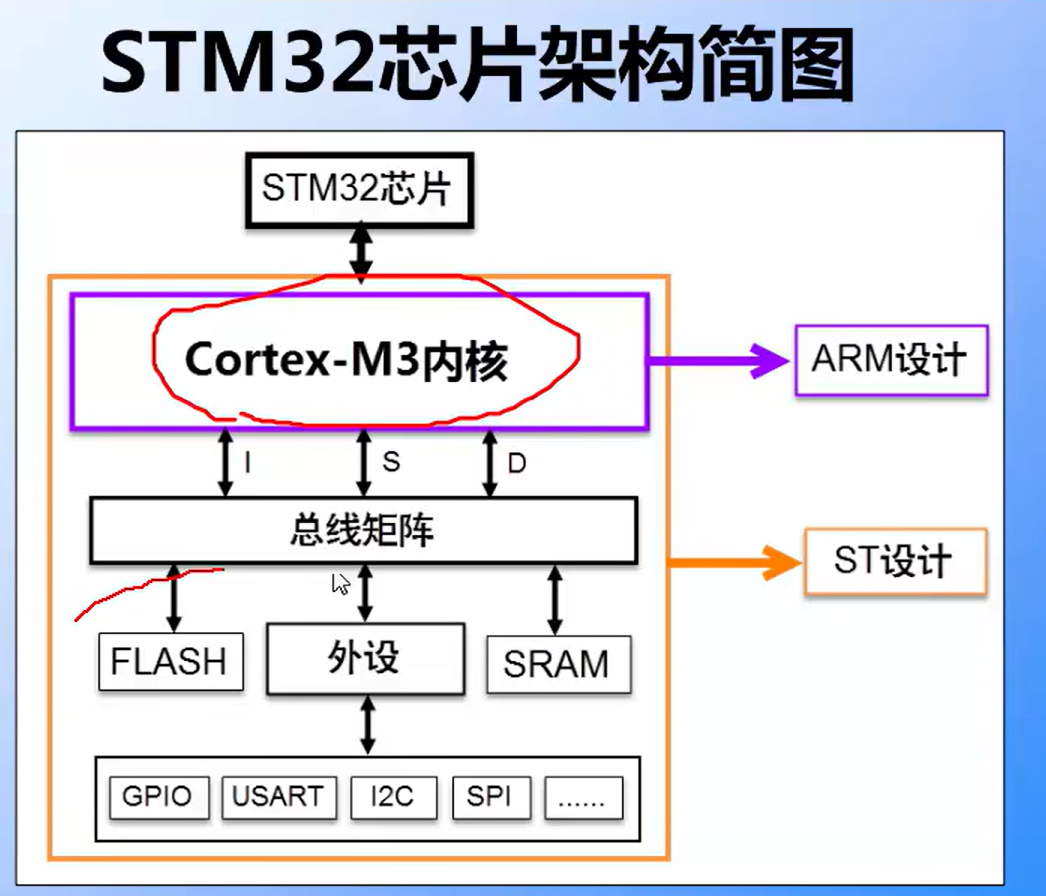 STM32芯片架构简图
STM32芯片
Cortex-M3内核
ARM设计
I
S
D
总线矩阵
ST设计
FLASH
外设
SRAM
GPIO
USART
I2C
SPI
......